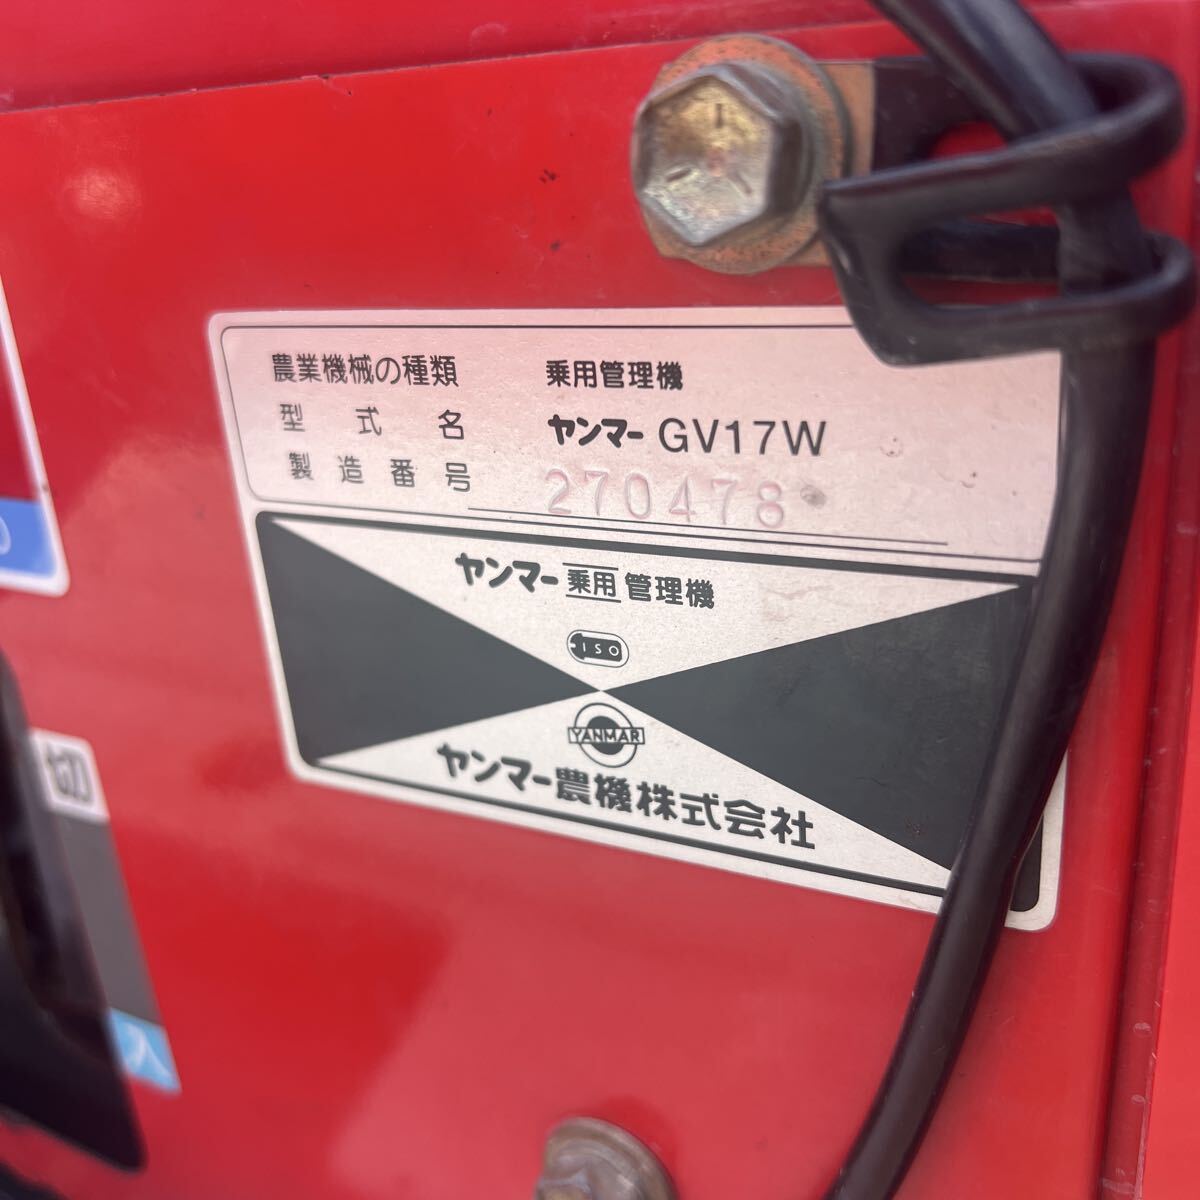 農業機械の種類 乗用管理機
型式名 ヤンマー GV17W
製造番号 270478
ヤンマー乗用管理機
ISO
YANMAR
ヤンマー農機株式会社
切
入